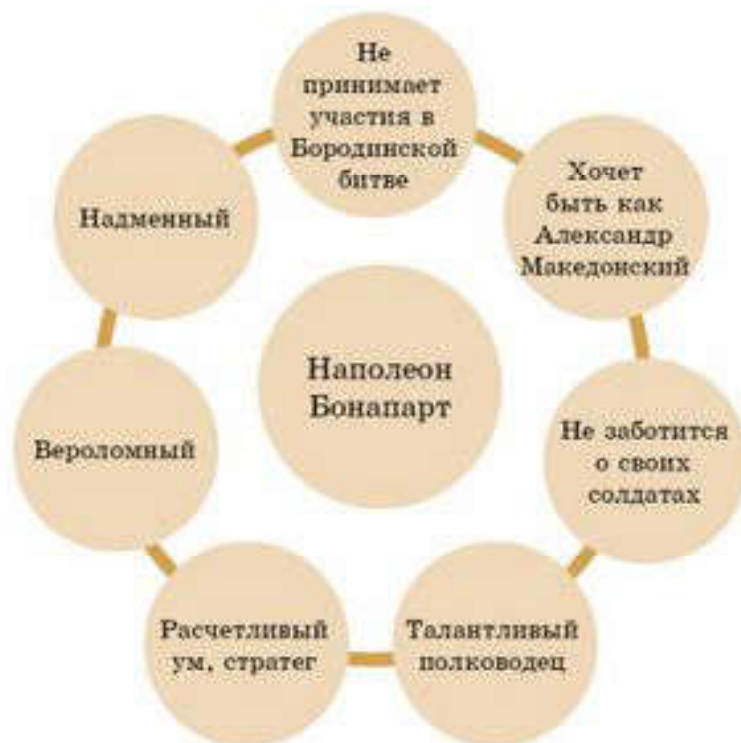 Не
принимает
участия в
Бородинской
битве
Хочет
быть как
Александр
Македонский
Не заботится
о своих
солдатах
Талантливый
полководец
Расчетливый
ум, стратег
Вероломный
Надменный
Наполеон
Бонапарт